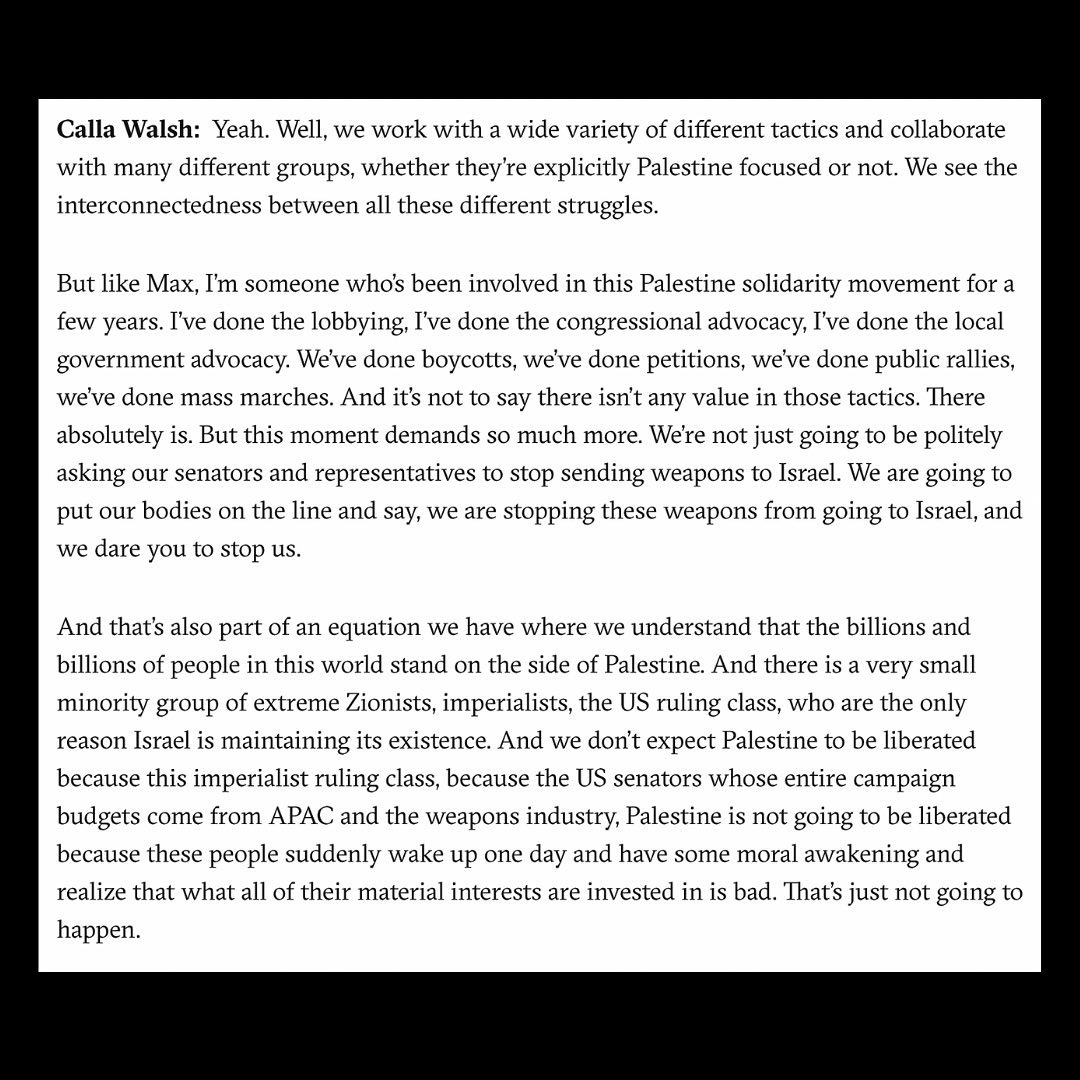 Calla Walsh: Yeah. Well, we work with a wide variety of different tactics and collaborate
with many different groups, whether they’re explicitly Palestine focused or not. We see the
interconnectedness between all these different struggles.
But like Max, I’m someone who’s been involved in this Palestine solidarity movement for a
few years. I’ve done the lobbying, I’ve done the congressional advocacy, I’ve done the local
government advocacy. We’ve done boycotts, we’ve done petitions, we’ve done public rallies,
we’ve done mass marches. And it’s not to say there isn’t any value in those tactics. There
absolutely is. But this moment demands so much more. We’re not just going to be politely
asking our senators and representatives to stop sending weapons to Israel. We are going to
put our bodies on the line and say, we are stopping these weapons from going to Israel, and
we dare you to stop us.
And that’s also part of an equation we have where we understand that the billions and
billions of people in this world stand on the side of Palestine. And there is a very small
minority group of extreme Zionists, imperialists, the US ruling class, who are the only
reason Israel is maintaining its existence. And we don’t expect Palestine to be liberated
because this imperialist ruling class, because the US senators whose entire campaign
budgets come from APAC and the weapons industry, Palestine is not going to be liberated
because these people suddenly wake up one day and have some moral awakening and
realize that what all of their material interests are invested in is bad. That’s just not going to
happen.